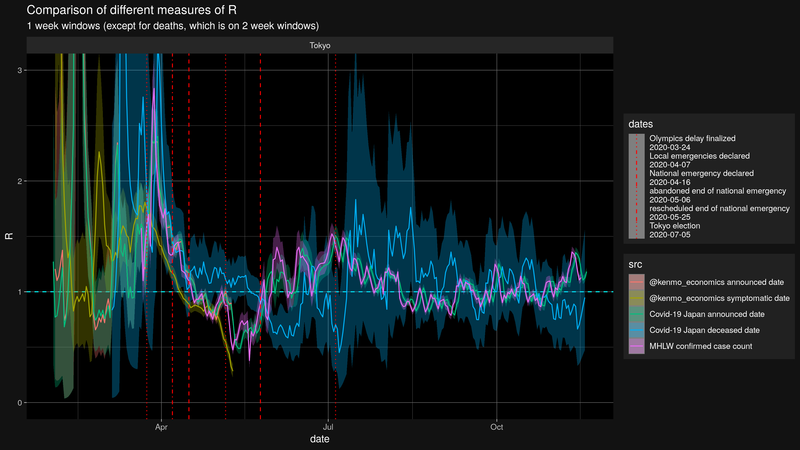 Comparison of different measures of R
1 week windows (except for deaths, which is on 2 week windows)
Tokyo
3
2
1
0
R
Apr
Jul
Oct
date
dates
Olympics delay finalized
2020-03-24
Local emergencies declared
2020-04-07
National emergency declared
2020-04-16
abandoned end of national emergency
2020-05-06
rescheduled end of national emergency
2020-05-25
Tokyo election
2020-07-05
src
@kenmo_economics announced date
@kenmo_economics symptomatic date
Covid-19 Japan announced date
Covid-19 Japan deceased date
MHLW confirmed case count